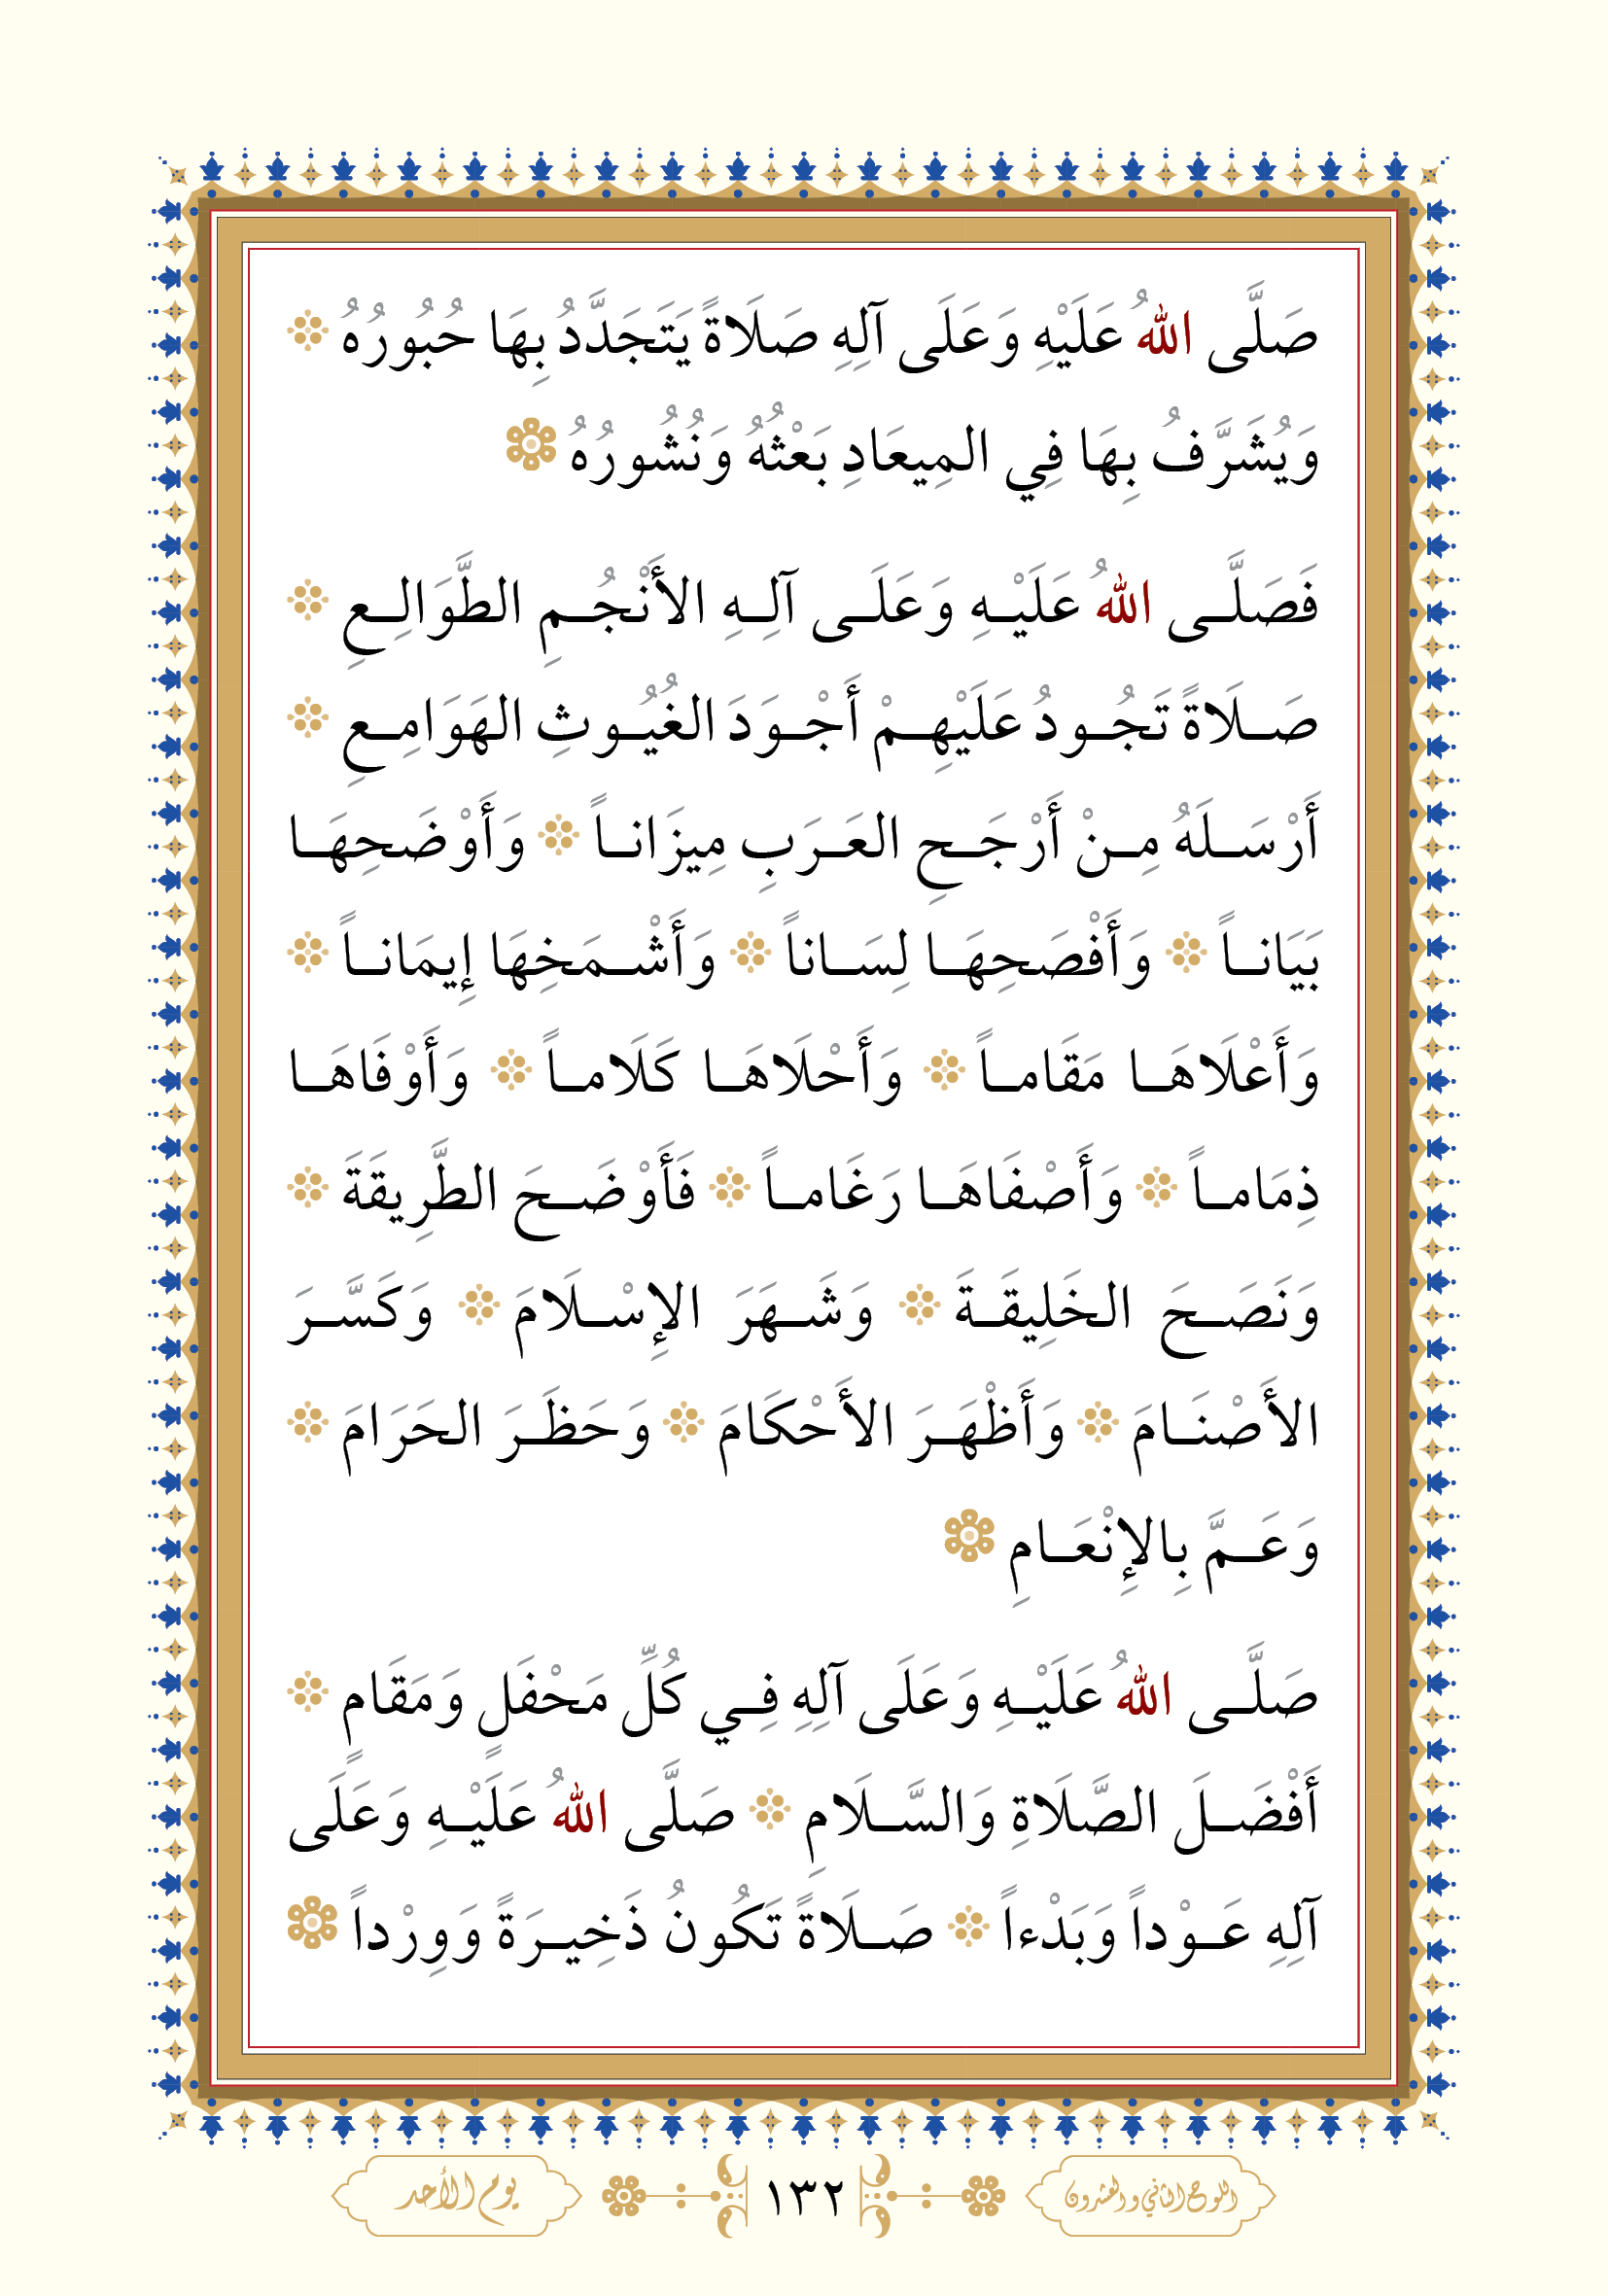 صَلَّى اللهُ عَلَيْهِ وَعَلَى آلِهِ صَلَاةً يَتَجَدَّدُ بِهَا حُبُورُهُ
وَيُشَرَّفُ بِهَا فِي المِيعَادِ بَعْثُهُ وَنُشُورُهُ
فَصَلَّى اللهُ عَلَيْهِ وَعَلَى آلِهِ الأَنْجُمِ الطَّوَالِعِ
صَلَاةً تَجُودُ عَلَيْهِمْ أَجْوَدَ الغُيُوثِ الهَوَامِعِ
أَرْسَلَهُ مِنْ أَرْجَحِ العَرَبِ مِيزَاناً وَأَوْضَحِهَا
بَيَاناً وَأَفْصَحِهَا لِسَاناً وَأَشْمَخِهَا إِيمَاناً
وَأَعْلَاهَا مَقَاماً وَأَحْلَاهَا كَلَاماً وَأَوْفَاهَا
ذِمَاماً وَأَصْفَاهَا رَغَاماً فَأَوْضَحَ الطَّرِيقَةَ
وَنَصَحَ الخَلِيقَةَ وَشَهَرَ الإِسْلَامَ وَكَسَّرَ
الأَصْنَامَ وَأَظْهَرَ الأَحْكَامَ وَحَظَرَ الحَرَامَ
وَعَمَّ بِالإِنْعَامِ
صَلَّى اللهُ عَلَيْهِ وَعَلَى آلِهِ فِي كُلِّ مَحْفَلٍ وَمَقَامٍ
أَفْضَلَ الصَّلَاةِ وَالسَّلَامِ صَلَّى اللهُ عَلَيْهِ وَعَلَى
آلِهِ عَوْداً وَبَدْءاً صَلَاةً تَكُونُ ذَخِيرَةً وَوِرْداً
اللوح الثاني والعشرون ١٣٢ يوم الأحد